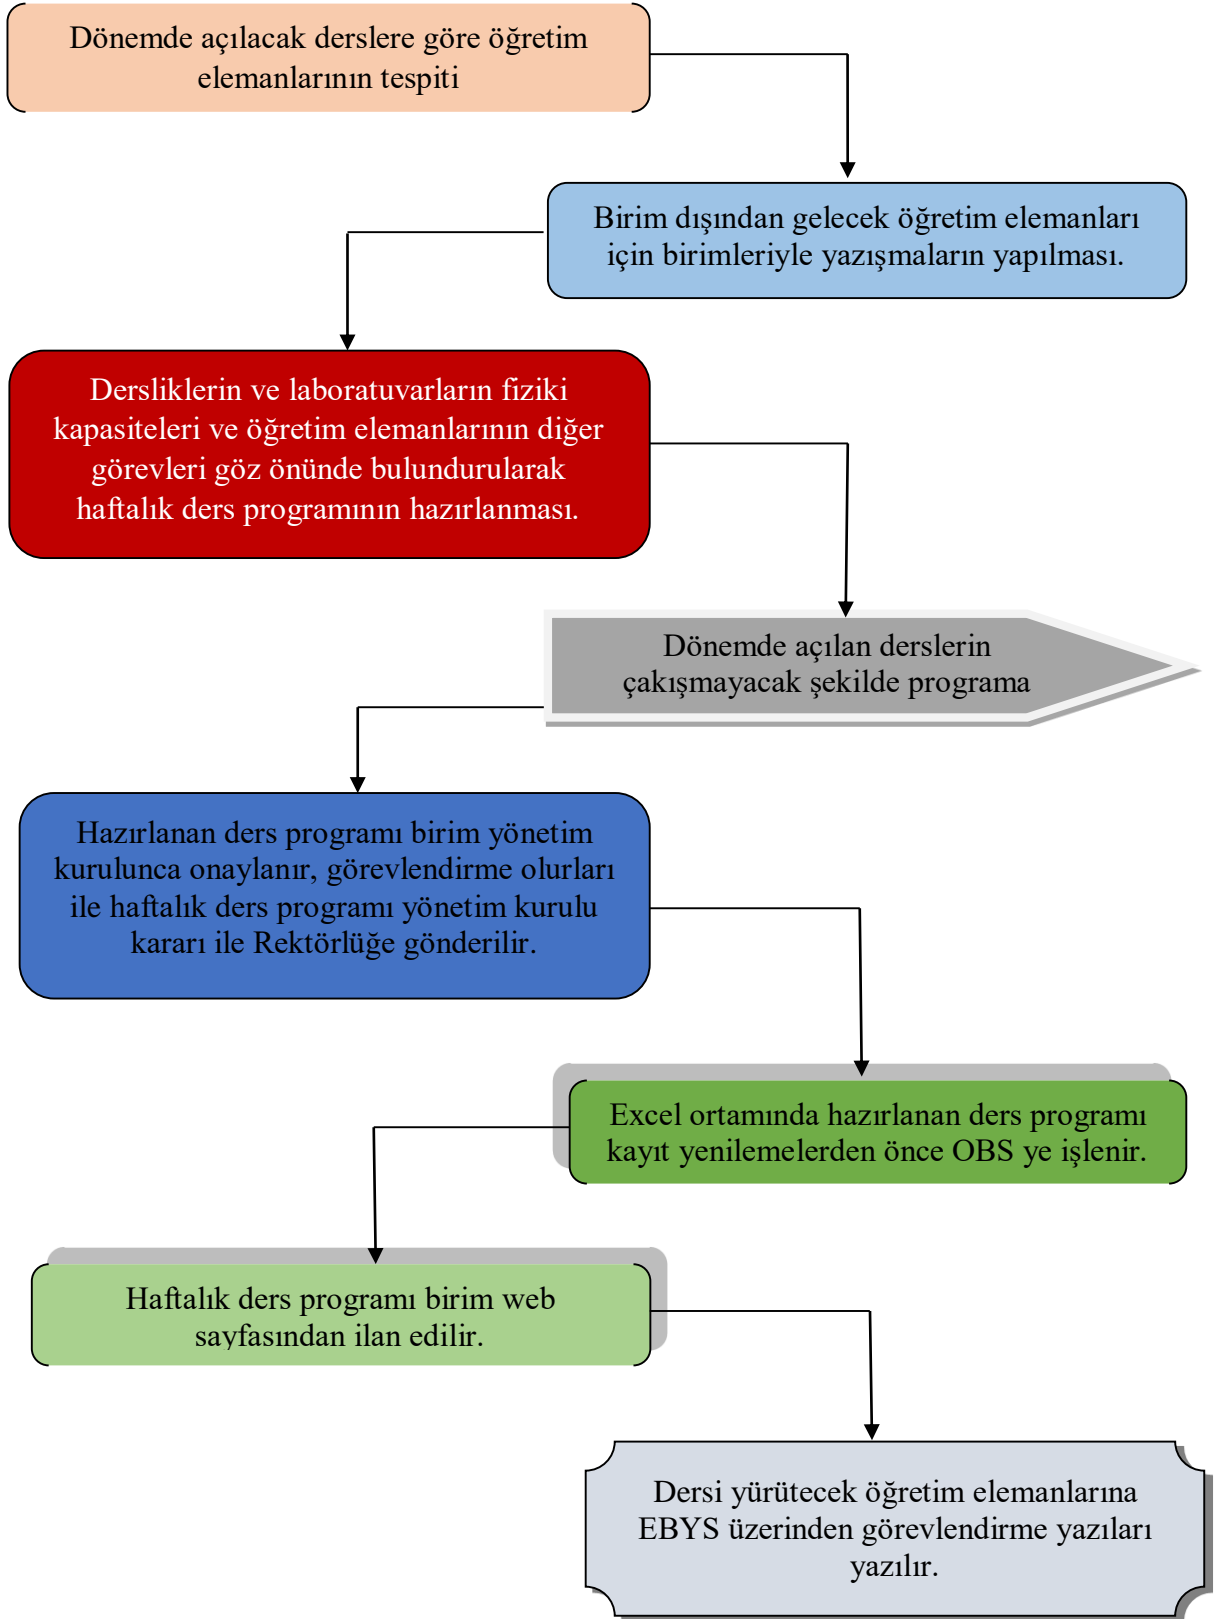 Dönemde açılacak derslere göre öğretim
elemanlarının tespiti
Birim dışından gelecek öğretim elemanları
için birimleriyle yazışmaların yapılması.
Dersliklerin ve laboratuvarların fiziki
kapasiteleri ve öğretim elemanlarının diğer
görevleri göz önünde bulundurularak
haftalık ders programının hazırlanması.
Dönemde açılan derslerin
çakışmayacak şekilde programa
Hazırlanan ders programı birim yönetim
kurulunca onaylanır, görevlendirme olurları
ile haftalık ders programı yönetim kurulu
kararı ile Rektörlüğe gönderilir.
Excel ortamında hazırlanan ders programı
kayıt yenilemelerden önce OBS ye işlenir.
Haftalık ders programı birim web
sayfasından ilan edilir.
Dersi yürütecek öğretim elemanlarına
EBYS üzerinden görevlendirme yazıları
yazılır.